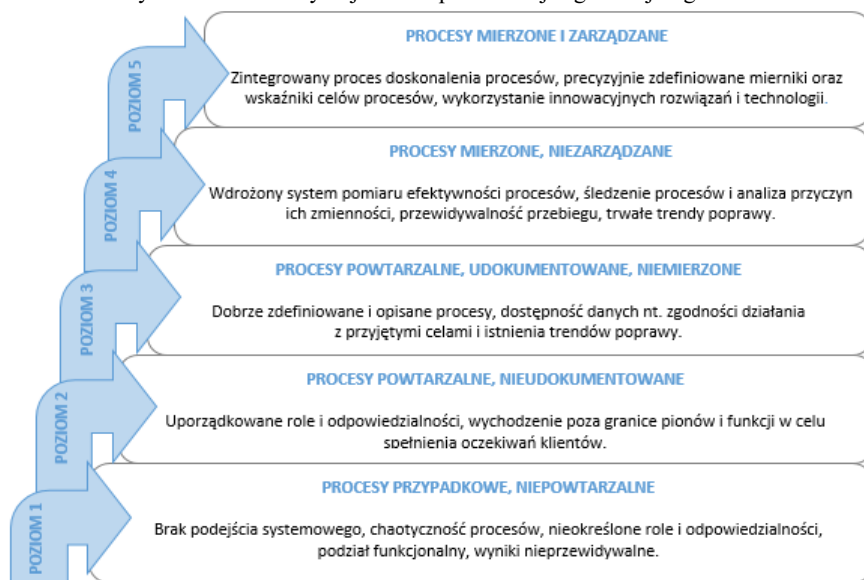 PROCESY MIERZONE I ZARZĄDZANE
Zintegrowany proces doskonalenia procesów, precyzyjnie zdefiniowane mierniki oraz
wskaźniki celów procesów, wykorzystanie innowacyjnych rozwiązań i technologii.
POZIOM 5
PROCESY MIERZONE, NIEZARZĄDZANE
Wdrożony system pomiaru efektywności procesów, śledzenie procesów i analiza przyczyn
ich zmienności, przewidywalność przebiegu, trwałe trendy poprawy.
POZIOM 4
PROCESY POWTARZALNE, UDOKUMENTOWANE, NIEMIERZONE
Dobrze zdefiniowane i opisane procesy, dostępność danych nt. zgodności działania
z przyjętymi celami i istnienia trendów poprawy.
POZIOM 3
PROCESY POWTARZALNE, NIEUDOKUMENTOWANE
Uporządkowane role i odpowiedzialności, wychodzenie poza granice pionów i funkcji w celu
spełnienia oczekiwań klientów.
POZIOM 2
PROCESY PRZYPADKOWE, NIEPOWTARZALNE
Brak podejścia systemowego, chaotyczność procesów, nieokreślone role i odpowiedzialności,
podział funkcjonalny, wyniki nieprzewidywalne.
POZIOM 1